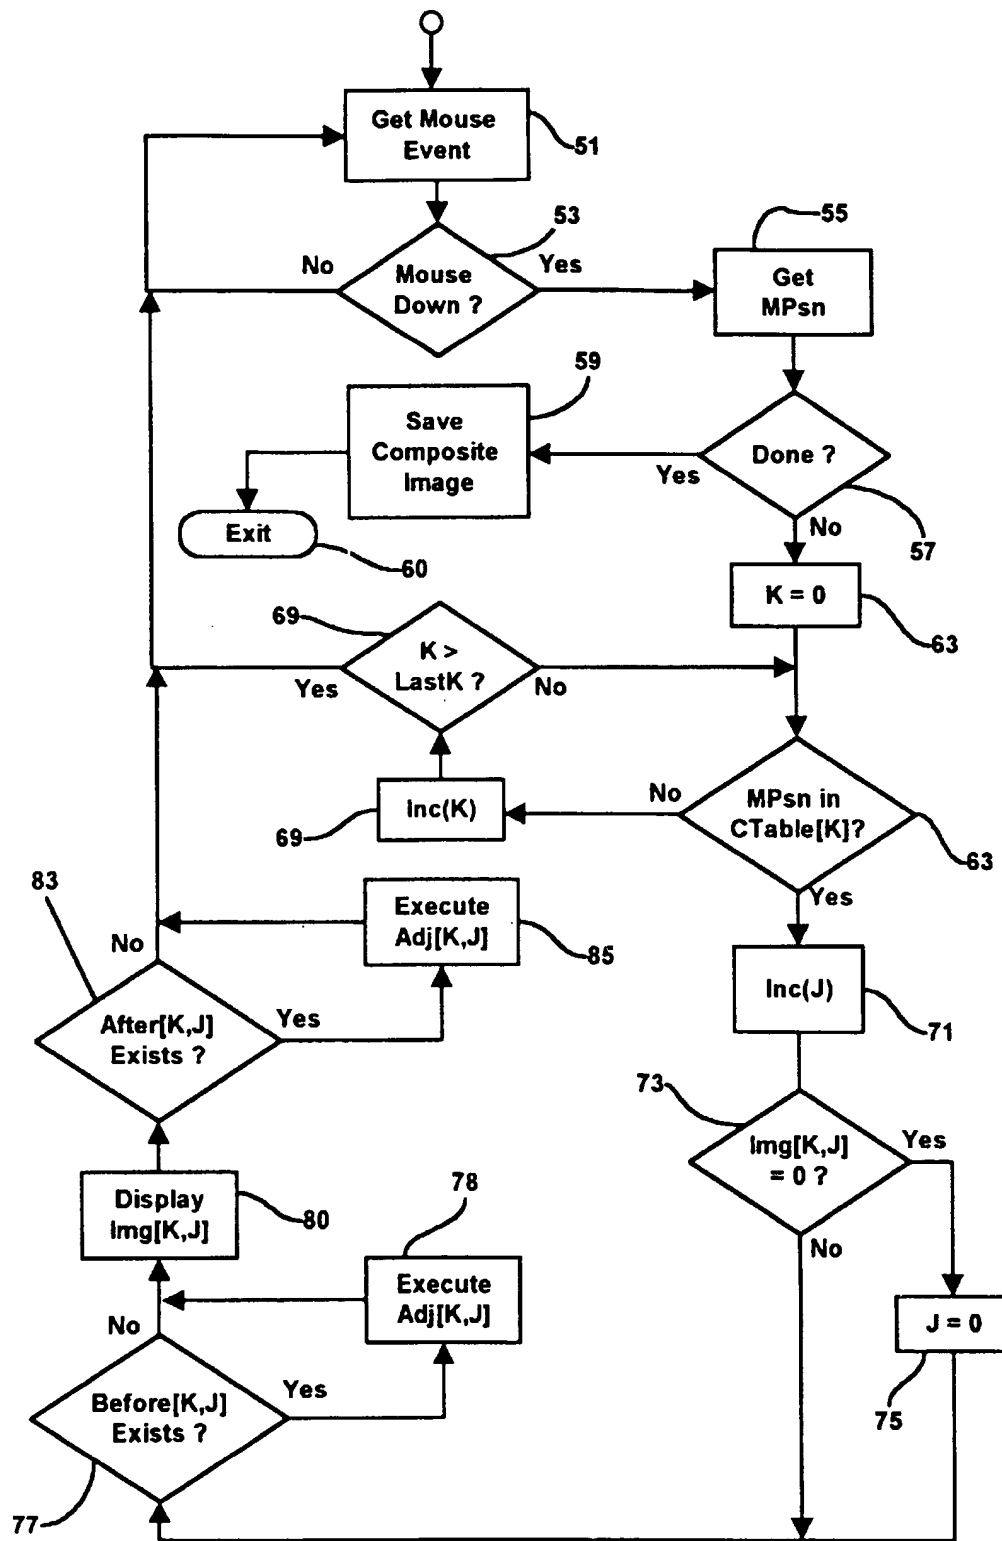 Get Mouse
Event
51
53
No
Mouse
Down ?
Yes
55
Get
MPsn
59
Save
Composite
Image
Yes
Done ?
57
No
Exit
60
K = 0
63
69
K >
LastK ?
Yes
No
Inc(K)
69
No
MPsn in
CTable[K]?
63
Yes
83
No
Execute
Adj[K,J]
85
After[K,J]
Exists ?
Yes
Inc(J)
71
73
Img[K,J]
= 0 ?
Yes
No
Display
Img[K,J]
80
78
Execute
Adj[K,J]
No
J = 0
75
Before[K,J]
Exists ?
Yes
77